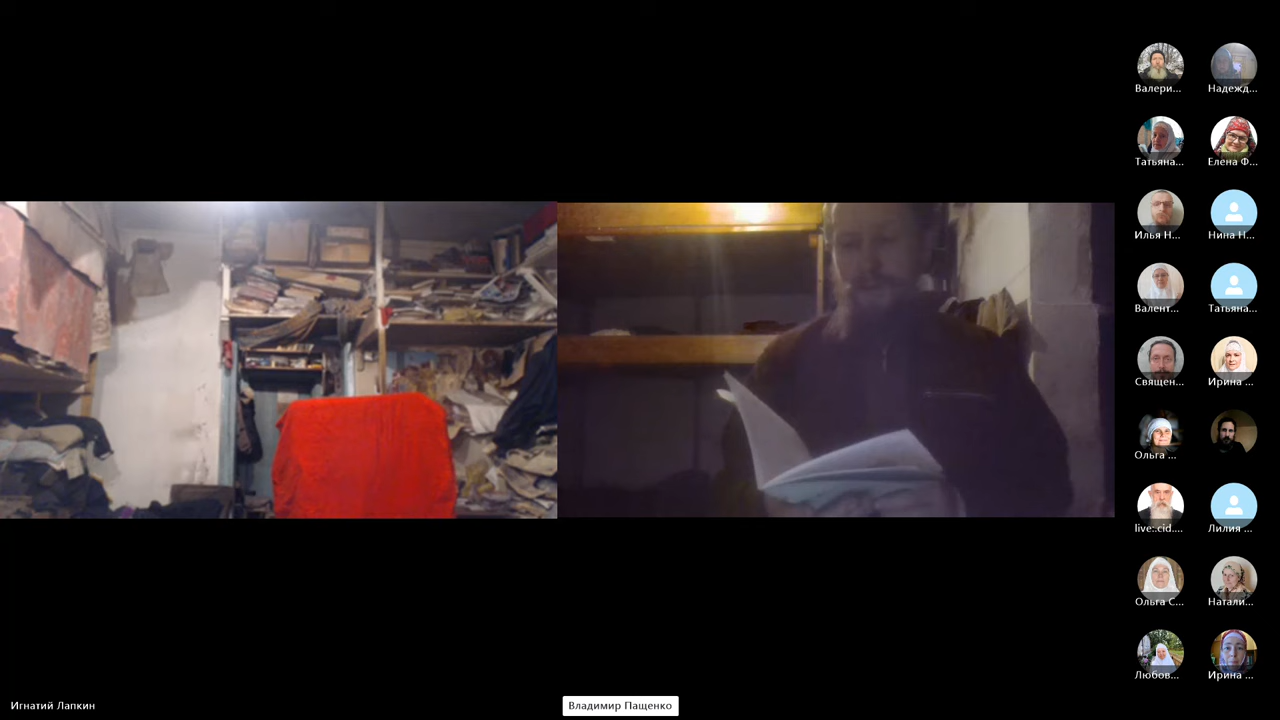 Валери...
Надежд...
Татьяна...
Елена Ф...
Илья Н...
Нина Н...
Валент...
Татьяна...
Священ...
Ирина ...
Ольга ...
live:.cid....
Лилия ...
Ольга С...
Натали...
Любов...
Ирина ...
Игнатий Лапкин
Владимир Пащенко